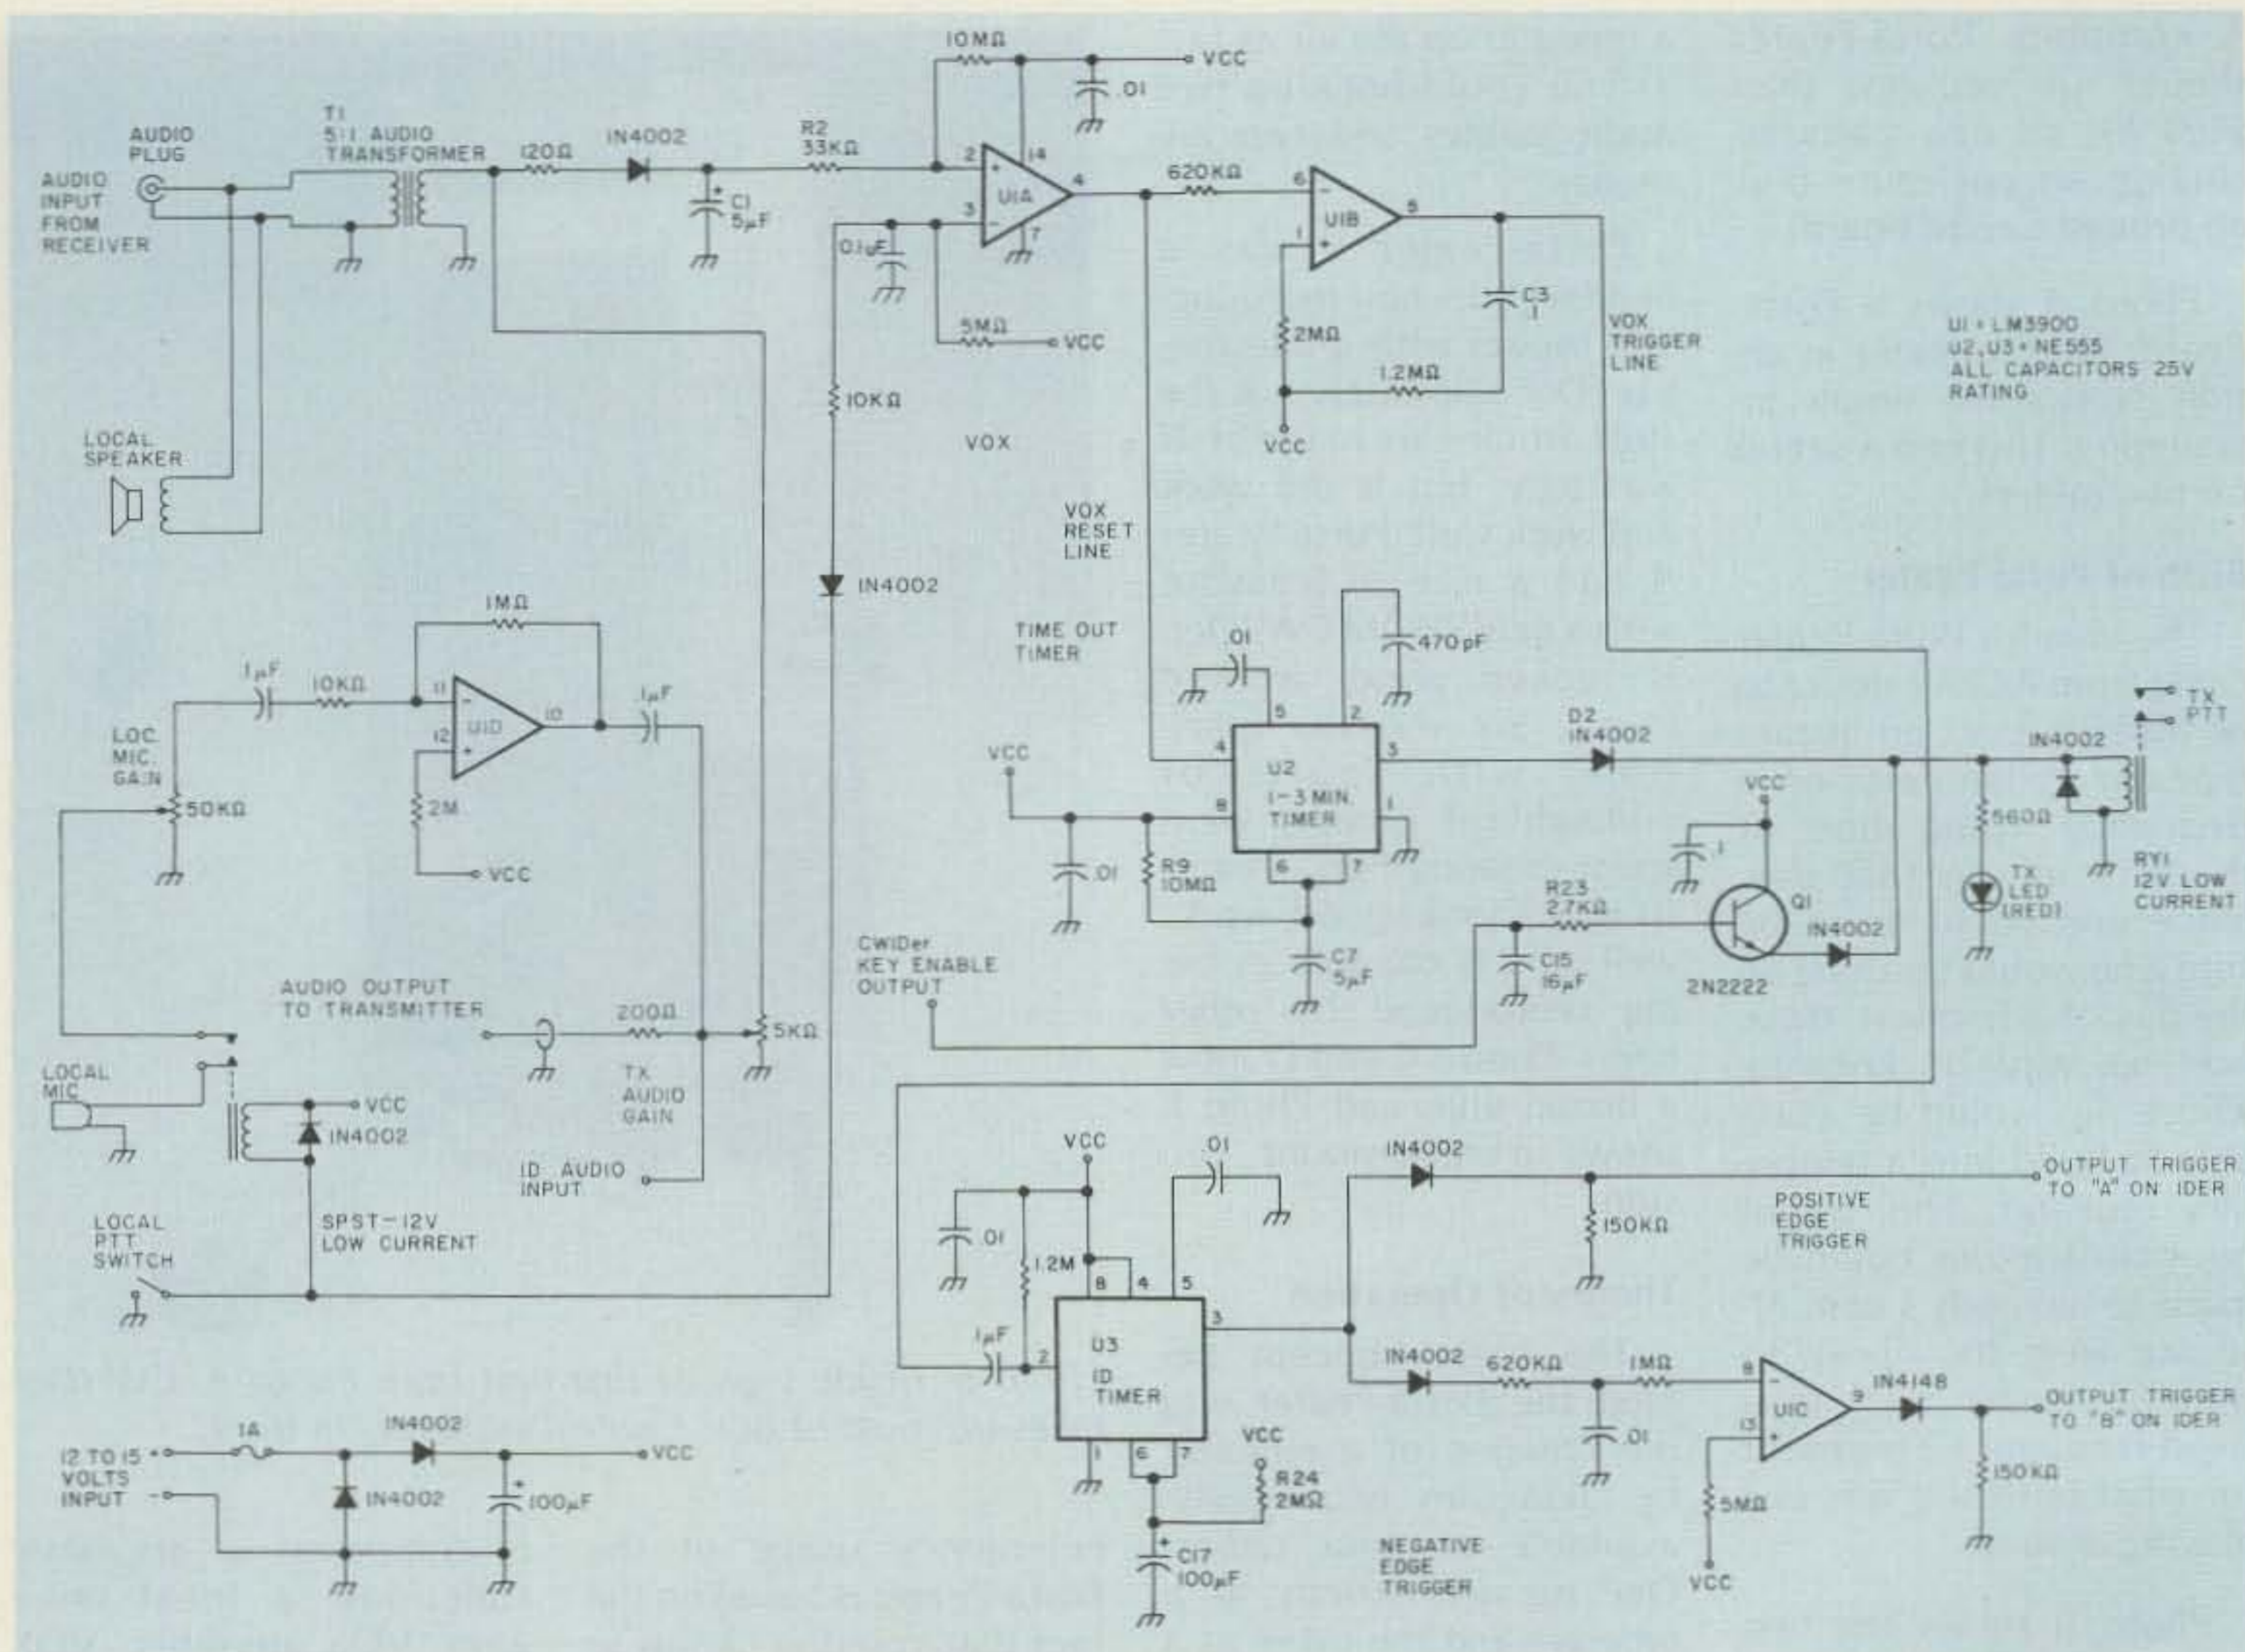 10MΩ
VCC
.01
T1
5:1 AUDIO
TRANSFORMER
AUDIO
PLUG
AUDIO
INPUT
FROM
RECEIVER
120Ω
IN4002
R2
33KΩ
+
C1
5µF
2
+
14
U1A
4
3
-
7
0.1µF
5MΩ
VCC
10KΩ
VOX
620KΩ
6
-
U1B
5
1
+
C3
.1
2MΩ
1.2MΩ
VCC
VOX
TRIGGER
LINE
U1 = LM3900
U2, U3 = NE555
ALL CAPACITORS 25V
RATING
LOCAL
SPEAKER
VOX
RESET
LINE
IN4002
1MΩ
.1µF
10KΩ
11
-
U1D
10
12
+
.1µF
LOC.
MIC.
GAIN
50KΩ
2M
VCC
TIME OUT
TIMER
.01
470pF
5
2
4
3
U2
1-3 MIN.
TIMER
8
1
6
7
VCC
.01
R9
10MΩ
C7
5µF
D2
IN4002
VCC
.1
R23
2.7KΩ
Q1
IN4002
C15
16µF
2N2222
560Ω
TX
LED
(RED)
IN4002
TX
PTT
RY1
12V LOW
CURRENT
CWIDer
KEY ENABLE
OUTPUT
AUDIO OUTPUT
TO TRANSMITTER
200Ω
5KΩ
TX
AUDIO
GAIN
LOCAL
MIC
VCC
IN4002
ID AUDIO
INPUT
LOCAL
PTT
SWITCH
SPST-12V
LOW CURRENT
VCC
.01
.01
1.2M
8
4
5
.1µF
2
U3
ID
TIMER
3
1
6
7
VCC
R24
2MΩ
+
C17
100µF
IN4002
150KΩ
POSITIVE
EDGE
TRIGGER
OUTPUT TRIGGER
TO "A" ON IDER
IN4002
620KΩ
1MΩ
8
-
U1C
9
13
+
IN4148
.01
5MΩ
VCC
150KΩ
OUTPUT TRIGGER
TO "B" ON IDER
NEGATIVE
EDGE
TRIGGER
12 TO 15
VOLTS
INPUT
+
-
1A
IN4002
IN4002
+
100µF
VCC